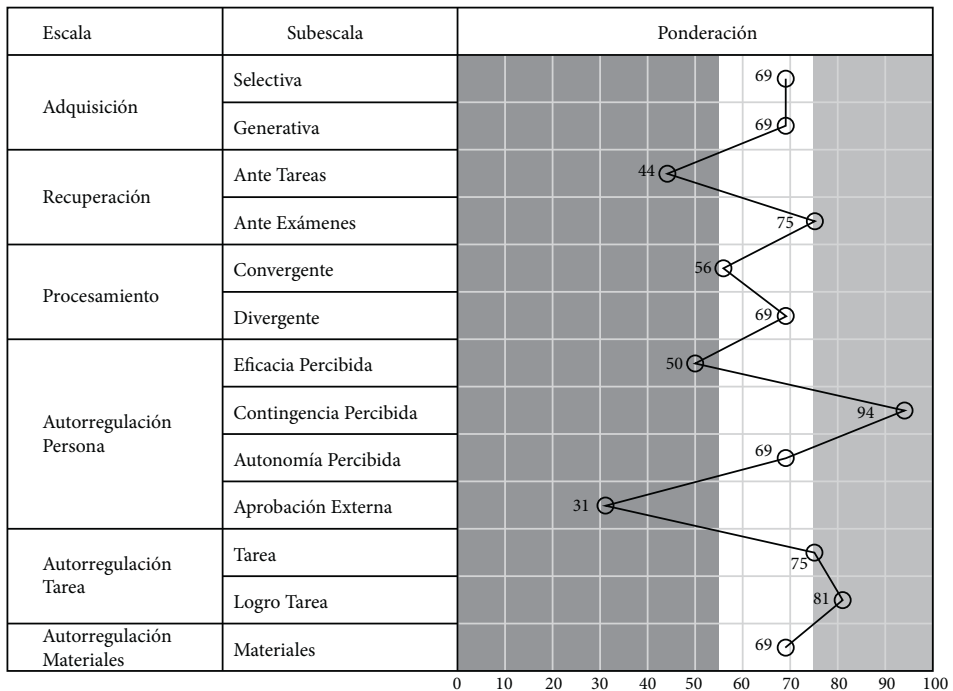 Escala Subescala Ponderación
Adquisición
Selectiva 69
Generativa 69
Recuperación
Ante Tareas 44
Ante Exámenes 75
Procesamiento
Convergente 56
Divergente 69
Autorregulación
Persona
Eficacia Percibida 50
Contingencia Percibida 94
Autonomía Percibida 69
Aprobación Externa 31
Autorregulación
Tarea
Tarea 75
Logro Tarea 81
Autorregulación
Materiales
Materiales 69
0 10 20 30 40 50 60 70 80 90 100